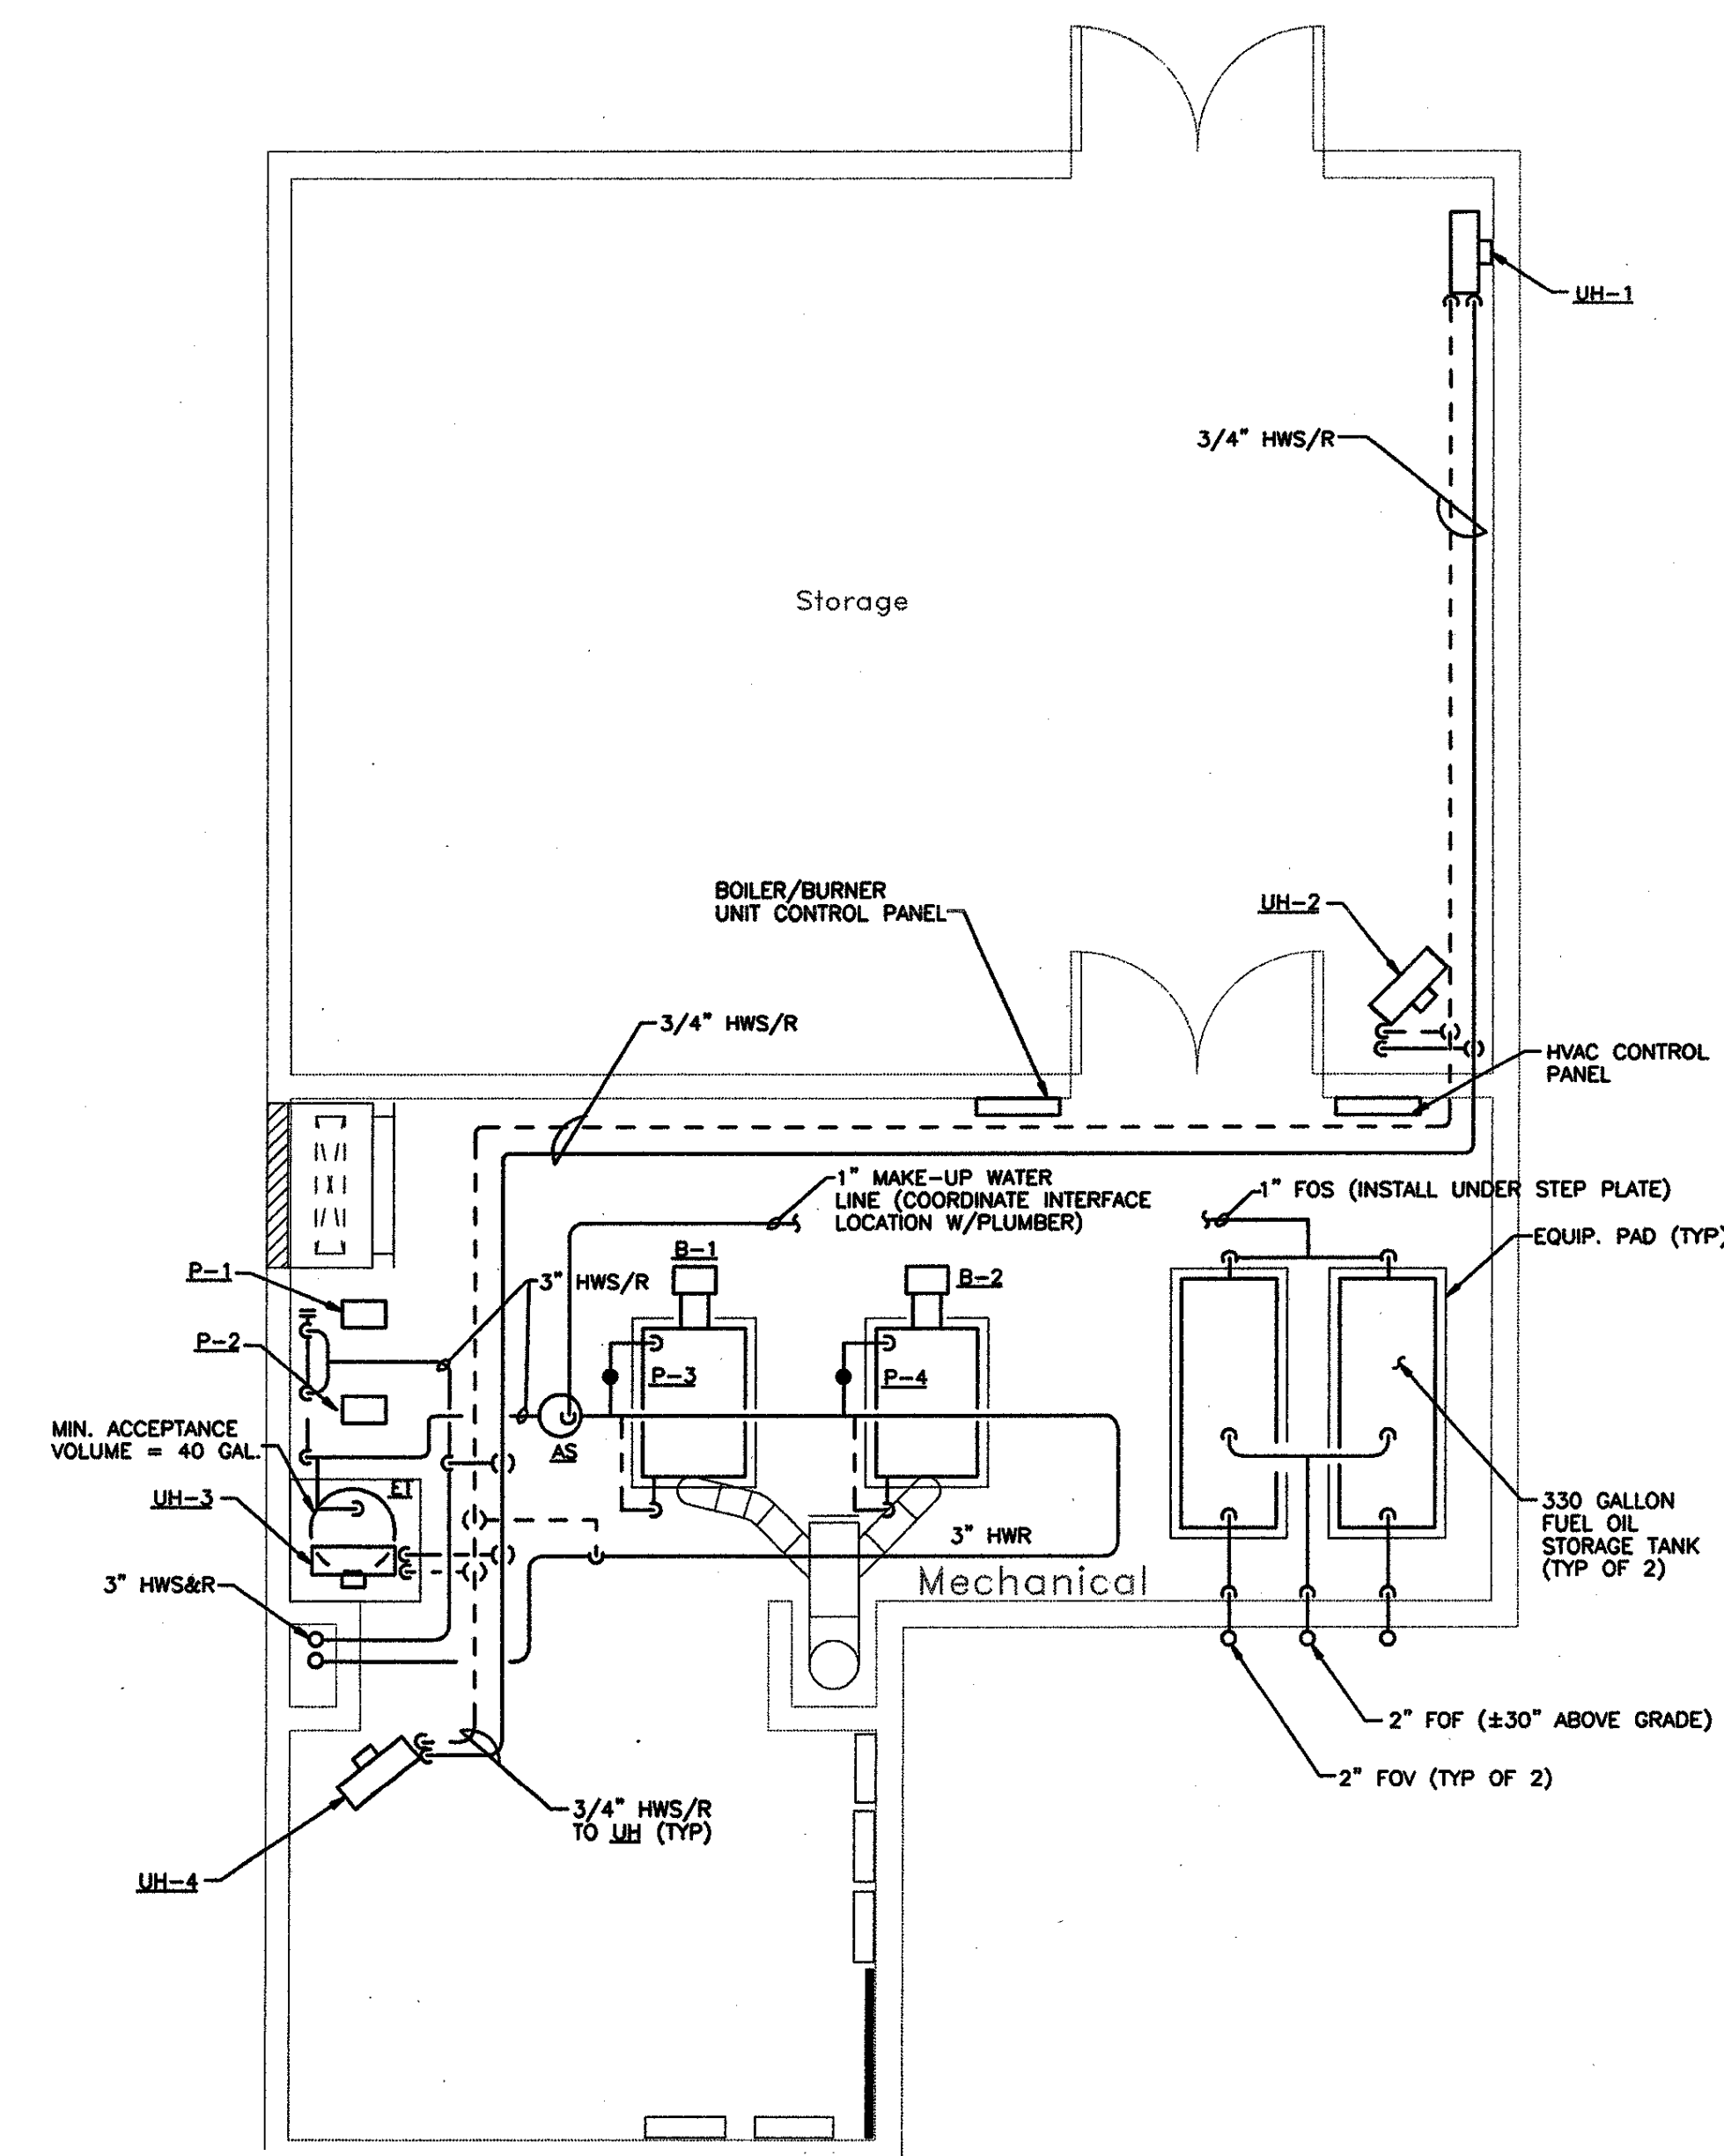 UH-1
3/4" HWS/R
Storage
BOILER/BURNER
UNIT CONTROL PANEL
UH-2
3/4" HWS/R
HVAC CONTROL
PANEL
1" MAKE-UP WATER
LINE (COORDINATE INTERFACE
LOCATION W/PLUMBER)
1" FOS (INSTALL UNDER STEP PLATE)
EQUIP. PAD (TYP)
B-1
B-2
P-1
3" HWS/R
P-2
P-3
P-4
MIN. ACCEPTANCE
VOLUME = 40 GAL.
AS
ET
UH-3
330 GALLON
FUEL OIL
STORAGE TANK
(TYP OF 2)
3" HWR
Mechanical
3" HWS&R
2" FOF (±30" ABOVE GRADE)
2" FOV (TYP OF 2)
3/4" HWS/R
TO UH (TYP)
UH-4